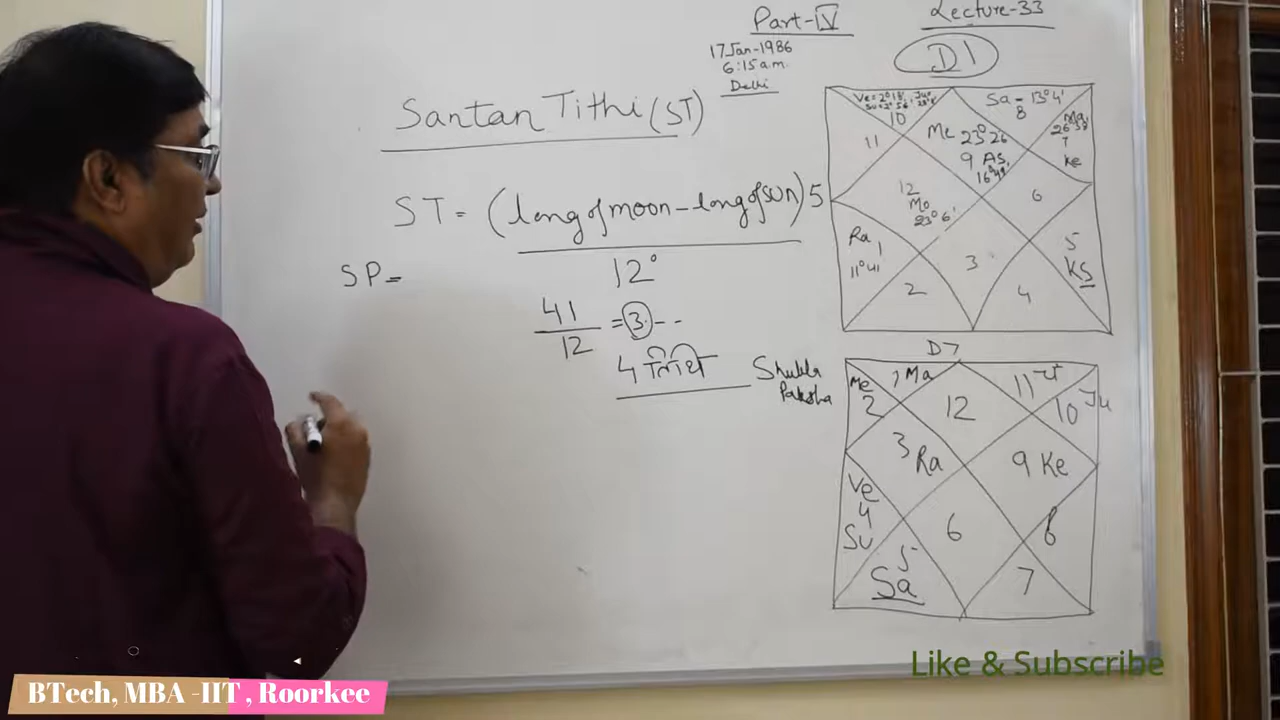 Part-IV
Lecture-33
17 Jan-1986
6:15 a.m.
Delhi
D1
Santan Tithi (ST)
ST = (long of moon - long of sun) 5
12°
SP =
41
12
= 3 - -
4 तिथि
Shukla
Paksha
10
Sa - 13°4'
8
11
Me 23°26
9 As
7
Ke
12
Mo
23°6'
6
Ra 1
11°41
5
KS
3
2
4
D7
Me
2
1 Ma
12
11
10 Ju
3 Ra
9 Ke
Ve
4
Su
6
8
5
Sa
7
Like & Subscribe
BTech, MBA -IIT , Roorkee